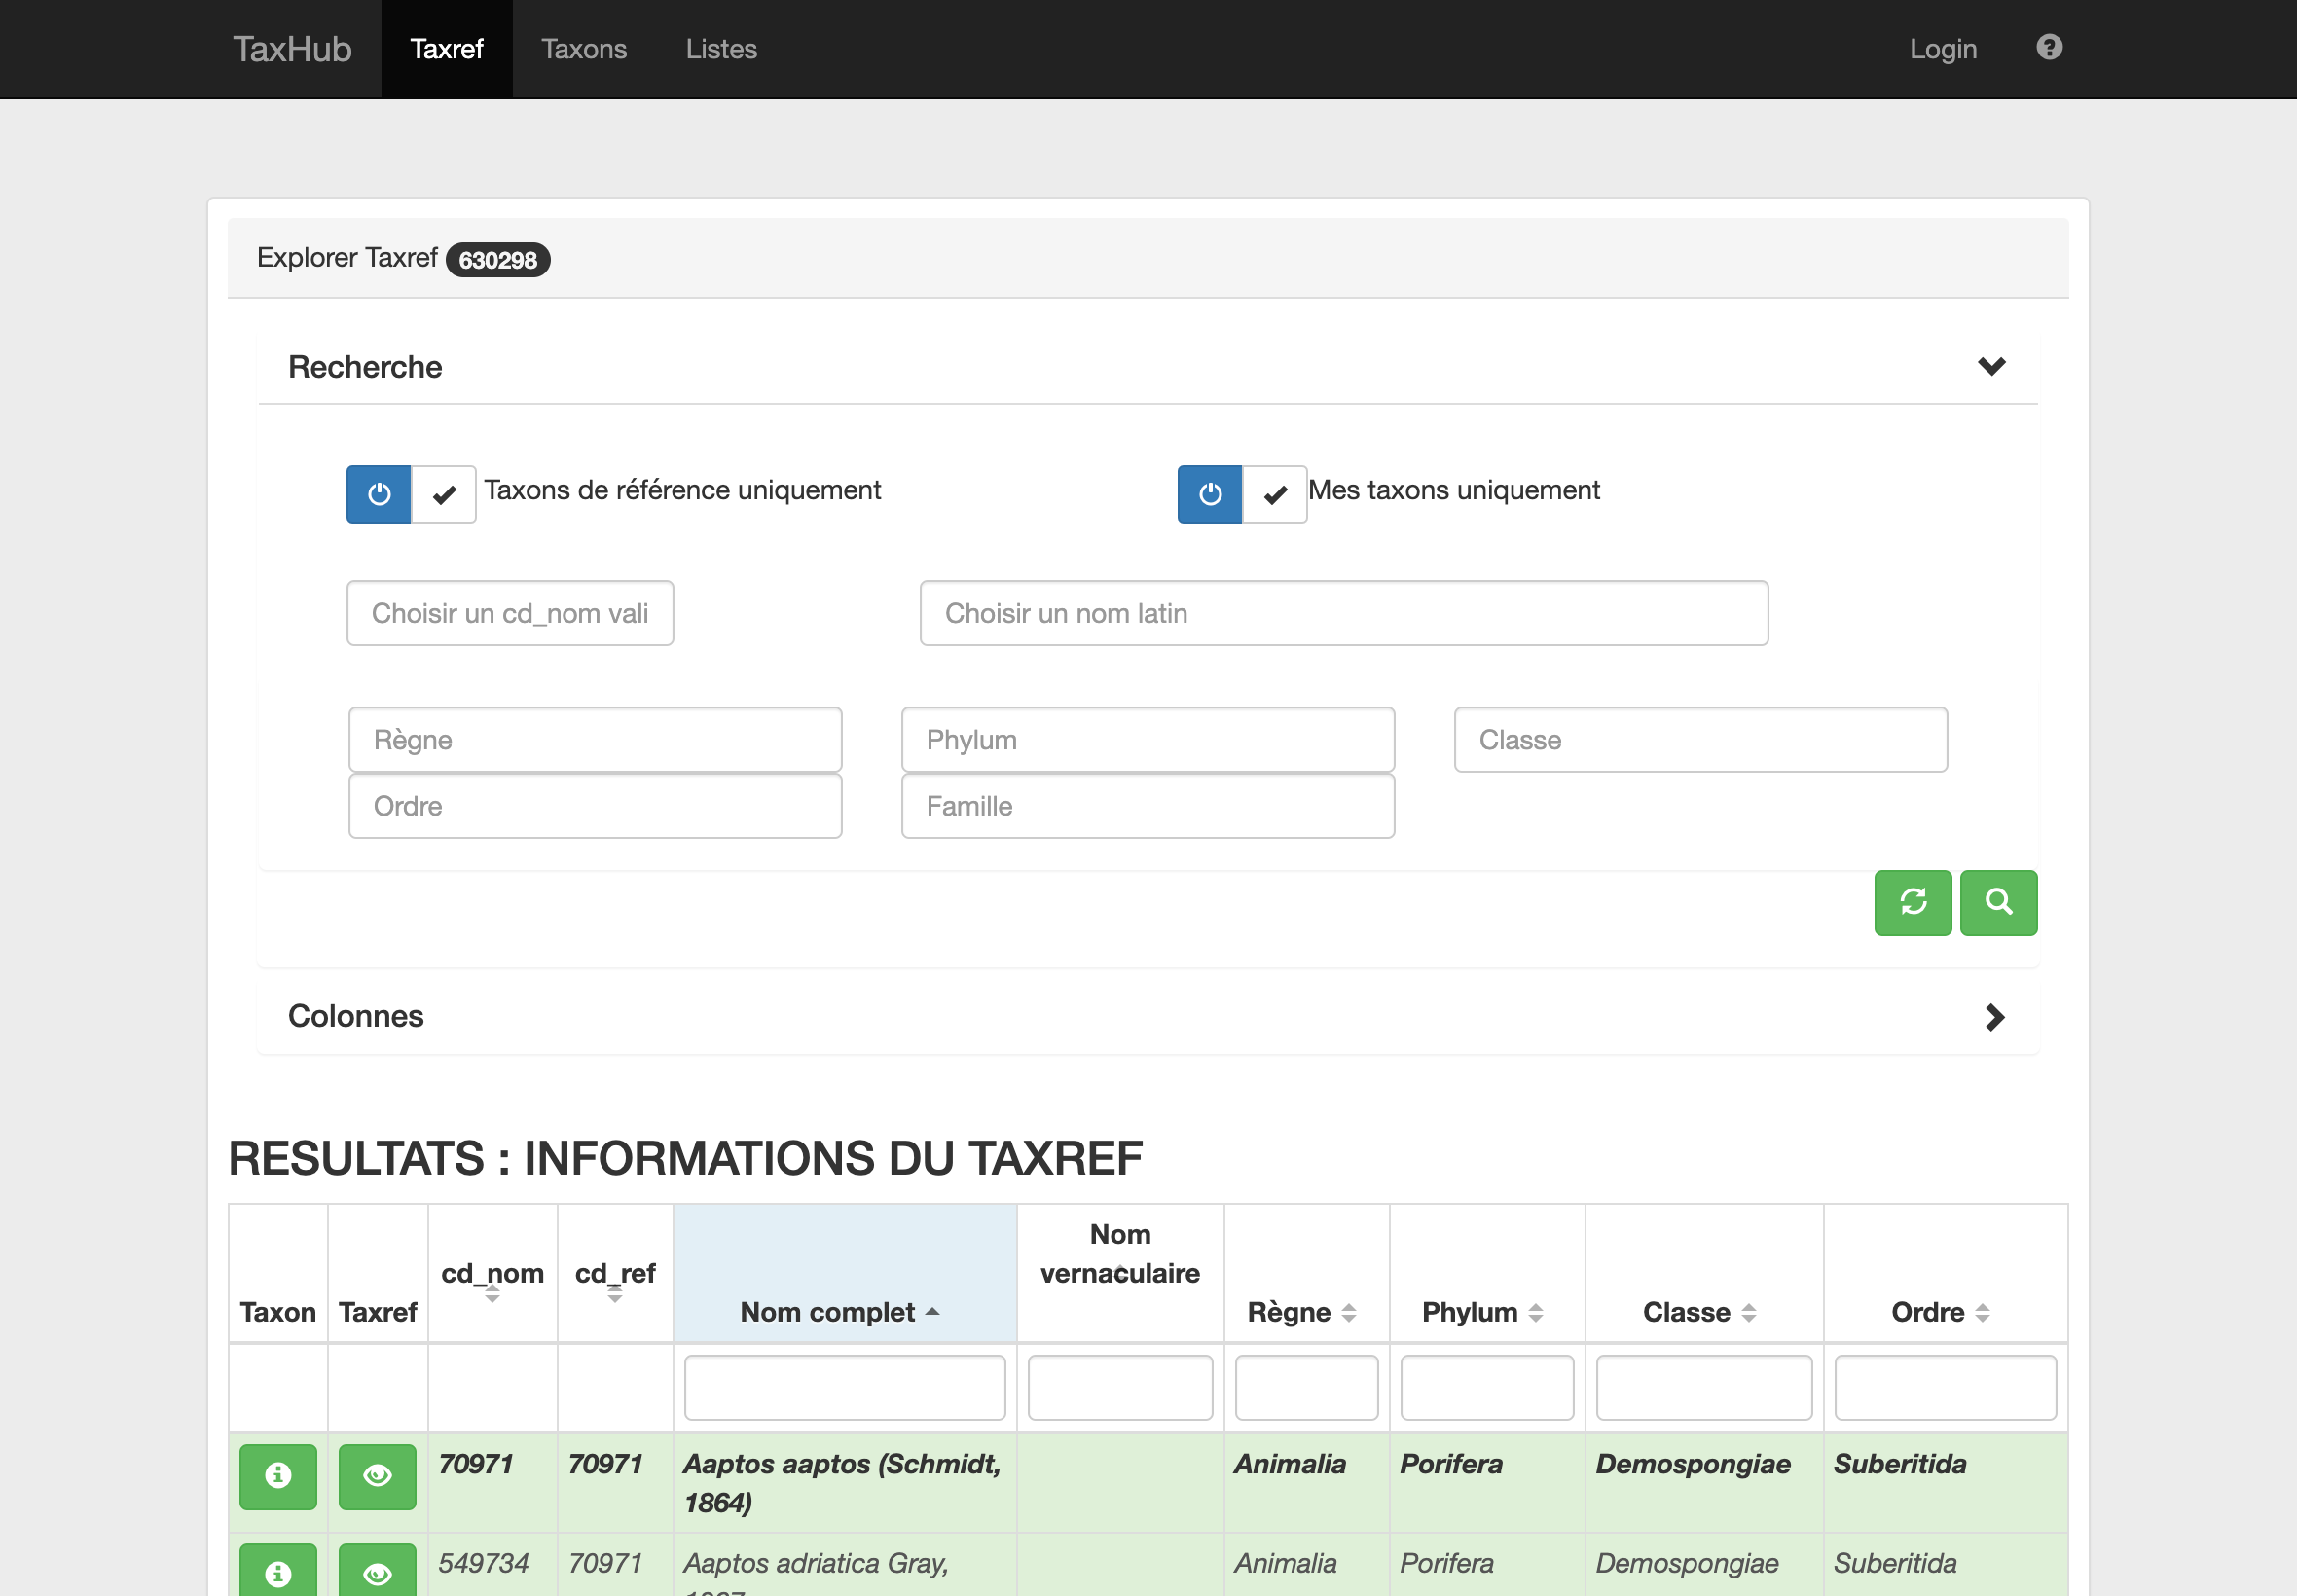 TaxHub Taxref Taxons Listes Login
Explorer Taxref 630298
Recherche
Taxons de référence uniquement Mes taxons uniquement
Choisir un cd_nom vali Choisir un nom latin
Règne Phylum Classe
Ordre Famille
Colonnes
RESULTATS : INFORMATIONS DU TAXREF
Taxon Taxref cd_nom cd_ref Nom complet Nom vernaculaire Règne Phylum Classe Ordre
70971 70971 Aaptos aaptos (Schmidt, 1864) Animalia Porifera Demospongiae Suberitida
549734 70971 Aaptos adriatica Gray, Animalia Porifera Demospongiae Suberitida